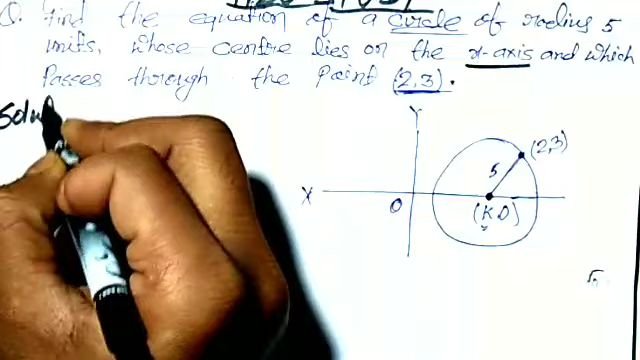 Q. Find the equation of a circle of radius 5
units, whose centre lies on the x-axis and which
passes through the point (2,3).
Soln
Y
(2,3)
5
X
O
(K,0)